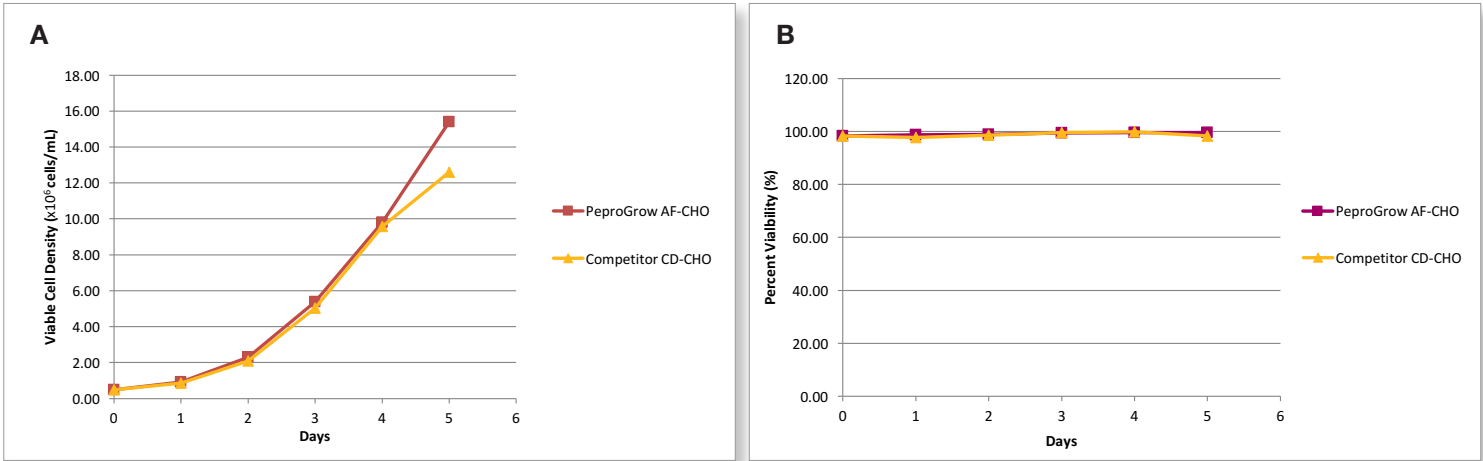 A
18.00
16.00
14.00
12.00
10.00
8.00
6.00
4.00
2.00
0.00
Viable Cell Density (x10⁶ cells/mL)
0 1 2 3 4 5 6
Days
PeproGrow AF-CHO
Competitor CD-CHO
B
120.00
100.00
80.00
60.00
40.00
20.00
0.00
Percent Vialbility (%)
0 1 2 3 4 5 6
Days
PeproGrow AF-CHO
Competitor CD-CHO